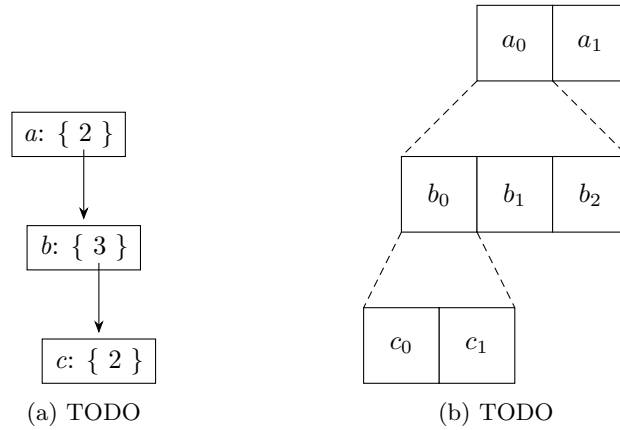 a: { 2 }
b: { 3 }
c: { 2 }
(a) TODO
a₀ a₁
b₀ b₁ b₂
c₀ c₁
(b) TODO